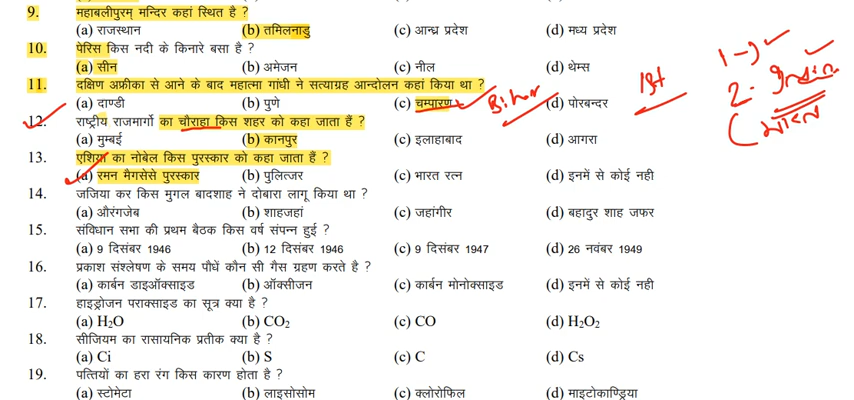 9. महाबलीपुरम् मन्दिर कहां स्थित है ?
(a) राजस्थान (b) तमिलनाडु (c) आन्ध्र प्रदेश (d) मध्य प्रदेश
10. पेरिस किस नदी के किनारे बसा है ?
(a) सीन (b) अमेजन (c) नील (d) थेम्स
11. दक्षिण अफ्रीका से आने के बाद महात्मा गांधी ने सत्याग्रह आन्दोलन कहां किया था ?
(a) दाण्डी (b) पुणे (c) चम्पारण (d) पोरबन्दर
Bihar
1st
1
2.
भारत
12. राष्ट्रीय राजमार्गो का चौराहा किस शहर को कहा जाता हैं ?
(a) मुम्बई (b) कानपुर (c) इलाहाबाद (d) आगरा
13. एशिया का नोबेल किस पुरस्कार को कहा जाता हैं ?
(a) रमन मैगसेसे पुरस्कार (b) पुलित्जर (c) भारत रत्न (d) इनमें से कोई नही
14. जजिया कर किस मुगल बादशाह ने दोबारा लागू किया था ?
(a) औरंगजेब (b) शाहजहां (c) जहांगीर (d) बहादुर शाह जफर
15. संविधान सभा की प्रथम बैठक किस वर्ष संपन्न हुई ?
(a) 9 दिसंबर 1946 (b) 12 दिसंबर 1946 (c) 9 दिसंबर 1947 (d) 26 नवंबर 1949
16. प्रकाश संश्लेषण के समय पौधें कौन सी गैस ग्रहण करते है ?
(a) कार्बन डाइऑक्साइड (b) ऑक्सीजन (c) कार्बन मोनोक्साइड (d) इनमें से कोई नही
17. हाइड्रोजन पराक्साइड का सूत्र क्या है ?
(a) H₂O (b) CO₂ (c) CO (d) H₂O₂
18. सीजियम का रासायनिक प्रतीक क्या है ?
(a) Ci (b) S (c) C (d) Cs
19. पत्तियों का हरा रंग किस कारण होता है ?
(a) स्टोमेटा (b) लाइसोसोम (c) क्लोरोफिल (d) माइटोकाण्ड्रिया